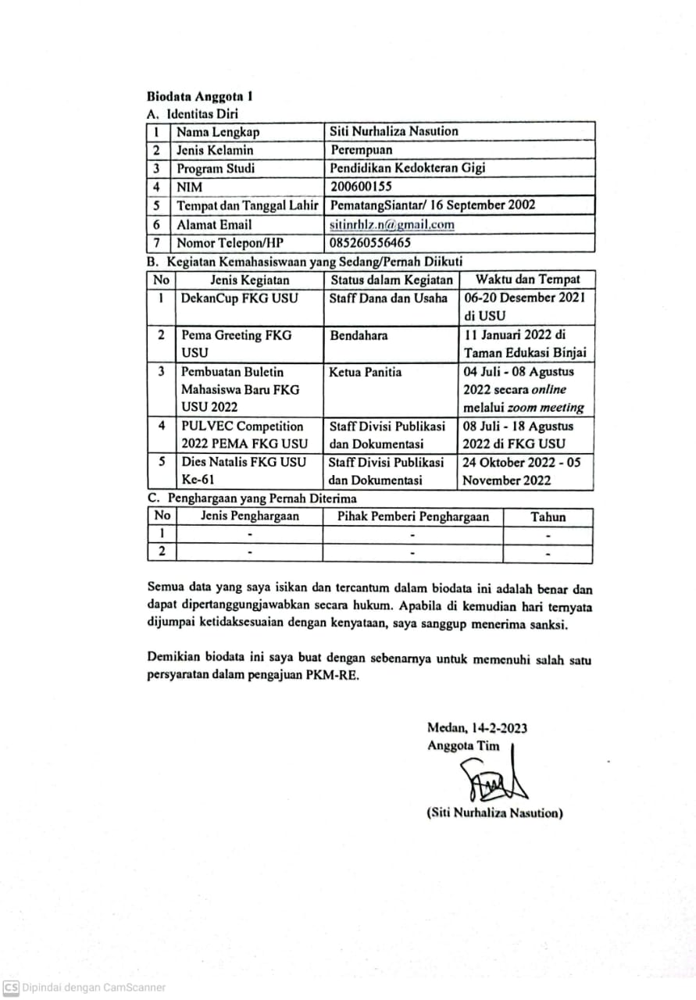 Biodata Anggota 1
A. Identitas Diri
1 Nama Lengkap Siti Nurhaliza Nasution
2 Jenis Kelamin Perempuan
3 Program Studi Pendidikan Kedokteran Gigi
4 NIM 200600155
5 Tempat dan Tanggal Lahir PematangSiantar/ 16 September 2002
6 Alamat Email sitinrhlz.n@gmail.com
7 Nomor Telepon/HP 085260556465
B. Kegiatan Kemahasiswaan yang Sedang/Pernah Diikuti
No Jenis Kegiatan Status dalam Kegiatan Waktu dan Tempat
1 DekanCup FKG USU Staff Dana dan Usaha 06-20 Desember 2021
di USU
2 Pema Greeting FKG Bendahara 11 Januari 2022 di
USU Taman Edukasi Binjai
3 Pembuatan Buletin Ketua Panitia 04 Juli - 08 Agustus
Mahasiswa Baru FKG 2022 secara online
USU 2022 melalui zoom meeting
4 PULVEC Competition Staff Divisi Publikasi 08 Juli - 18 Agustus
2022 PEMA FKG USU dan Dokumentasi 2022 di FKG USU
5 Dies Natalis FKG USU Staff Divisi Publikasi 24 Oktober 2022 - 05
Ke-61 dan Dokumentasi November 2022
C. Penghargaan yang Pernah Diterima
No Jenis Penghargaan Pihak Pemberi Penghargaan Tahun
1 - - -
2 - - -
Semua data yang saya isikan dan tercantum dalam biodata ini adalah benar dan
dapat dipertanggungjawabkan secara hukum. Apabila di kemudian hari ternyata
dijumpai ketidaksesuaian dengan kenyataan, saya sanggup menerima sanksi.
Demikian biodata ini saya buat dengan sebenarnya untuk memenuhi salah satu
persyaratan dalam pengajuan PKM-RE.
Medan, 14-2-2023
Anggota Tim
(Siti Nurhaliza Nasution)
CS Dipindai dengan CamScanner